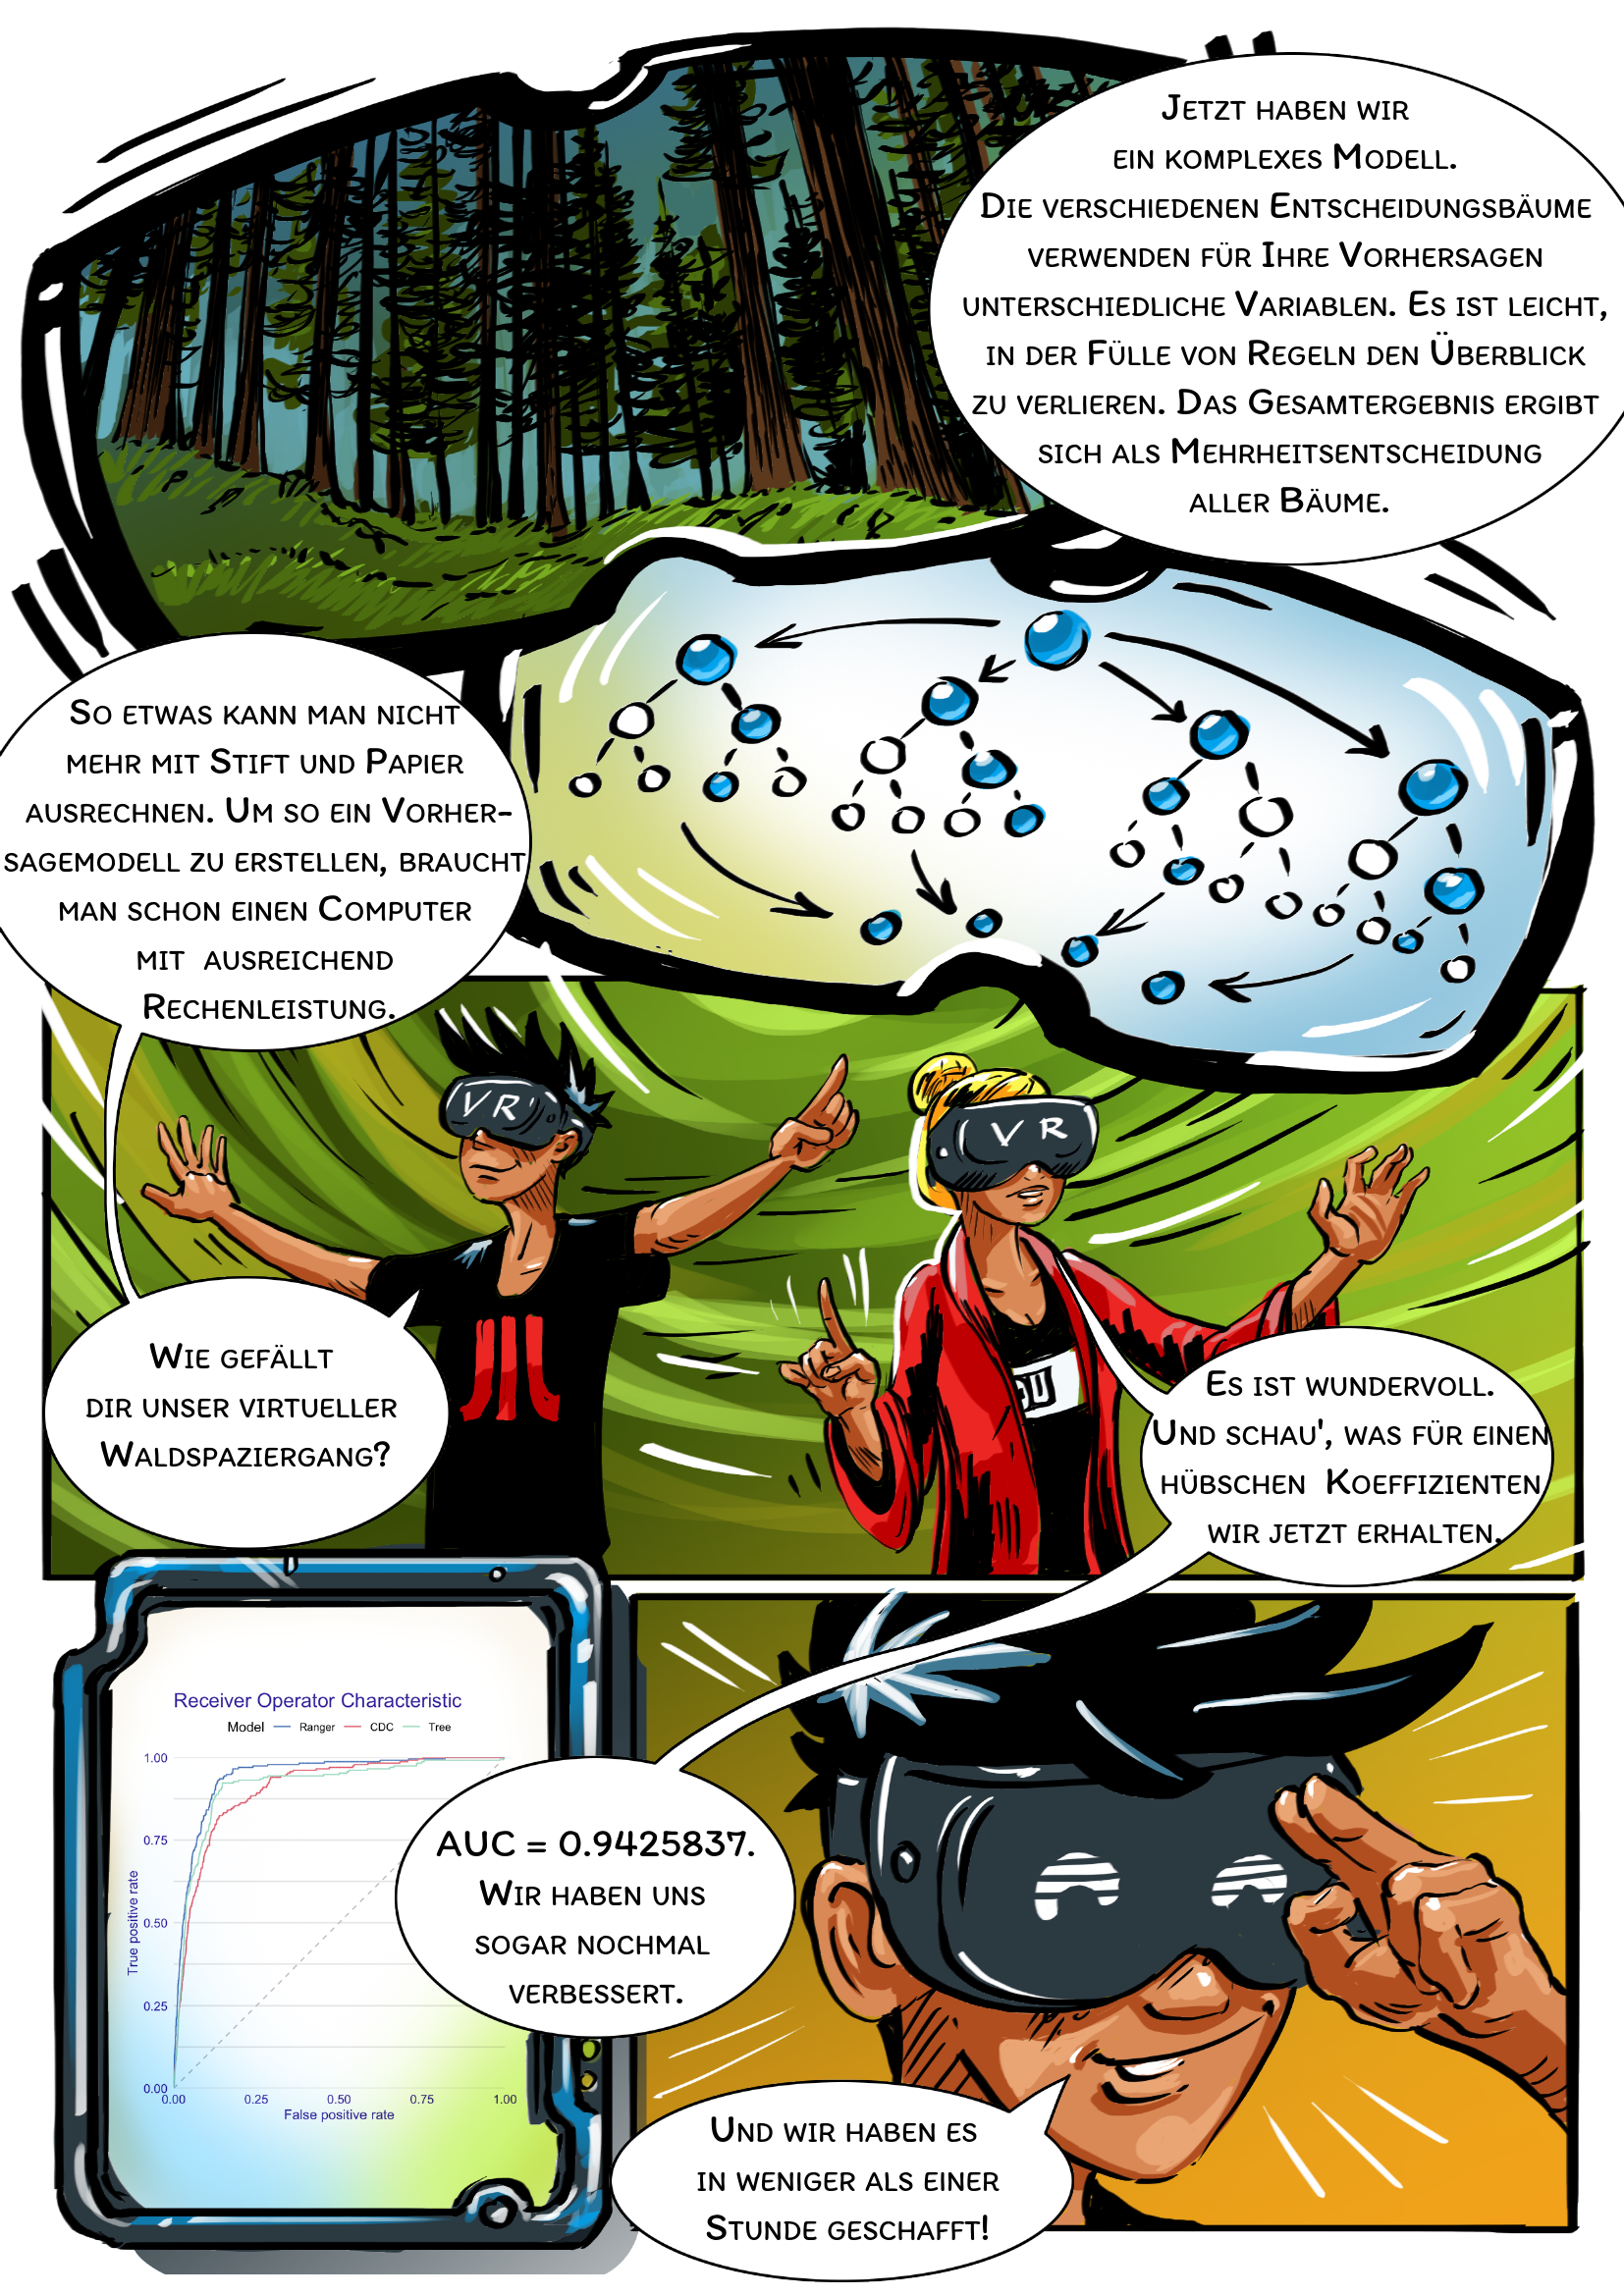 Jetzt haben wir
ein komplexes Modell.
Die verschiedenen Entscheidungsbäume
verwenden für Ihre Vorhersagen
unterschiedliche Variablen. Es ist leicht,
in der Fülle von Regeln den Überblick
zu verlieren. Das Gesamtergebnis ergibt
sich als Mehrheitsentscheidung
aller Bäume.
So etwas kann man nicht
mehr mit Stift und Papier
ausrechnen. Um so ein Vorher-
sagemodell zu erstellen, braucht
man schon einen Computer
mit ausreichend
Rechenleistung.
VR
VR
Wie gefällt
dir unser virtueller
Waldspaziergang?
Es ist wundervoll.
Und schau', was für einen
hübschen Koeffizienten
wir jetzt erhalten.
Receiver Operator Characteristic
Model Ranger CDC Tree
1.00
0.75
0.50
0.25
0.00
True positive rate
0.00 0.25 0.50 0.75 1.00
False positive rate
AUC = 0.9425837.
Wir haben uns
sogar nochmal
verbessert.
Und wir haben es
in weniger als einer
Stunde geschafft!